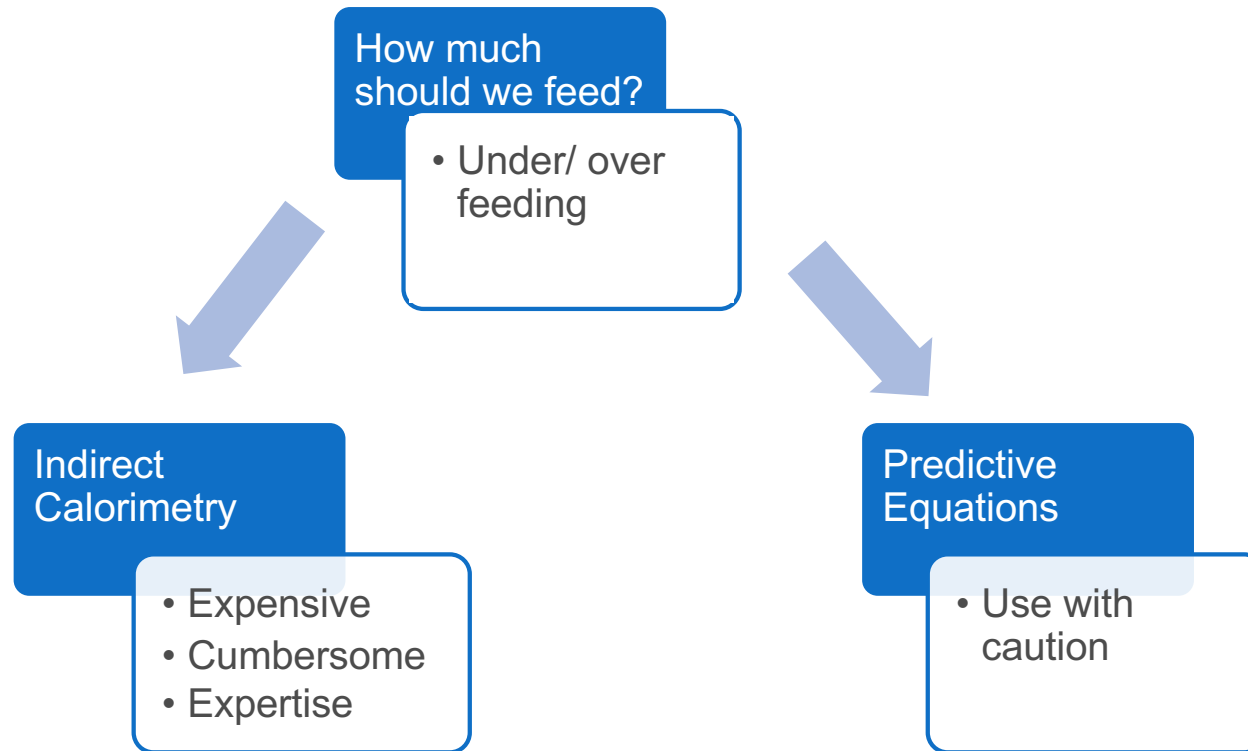 How much
should we feed?
• Under/ over
feeding
Indirect
Calorimetry
• Expensive
• Cumbersome
• Expertise
Predictive
Equations
• Use with
caution